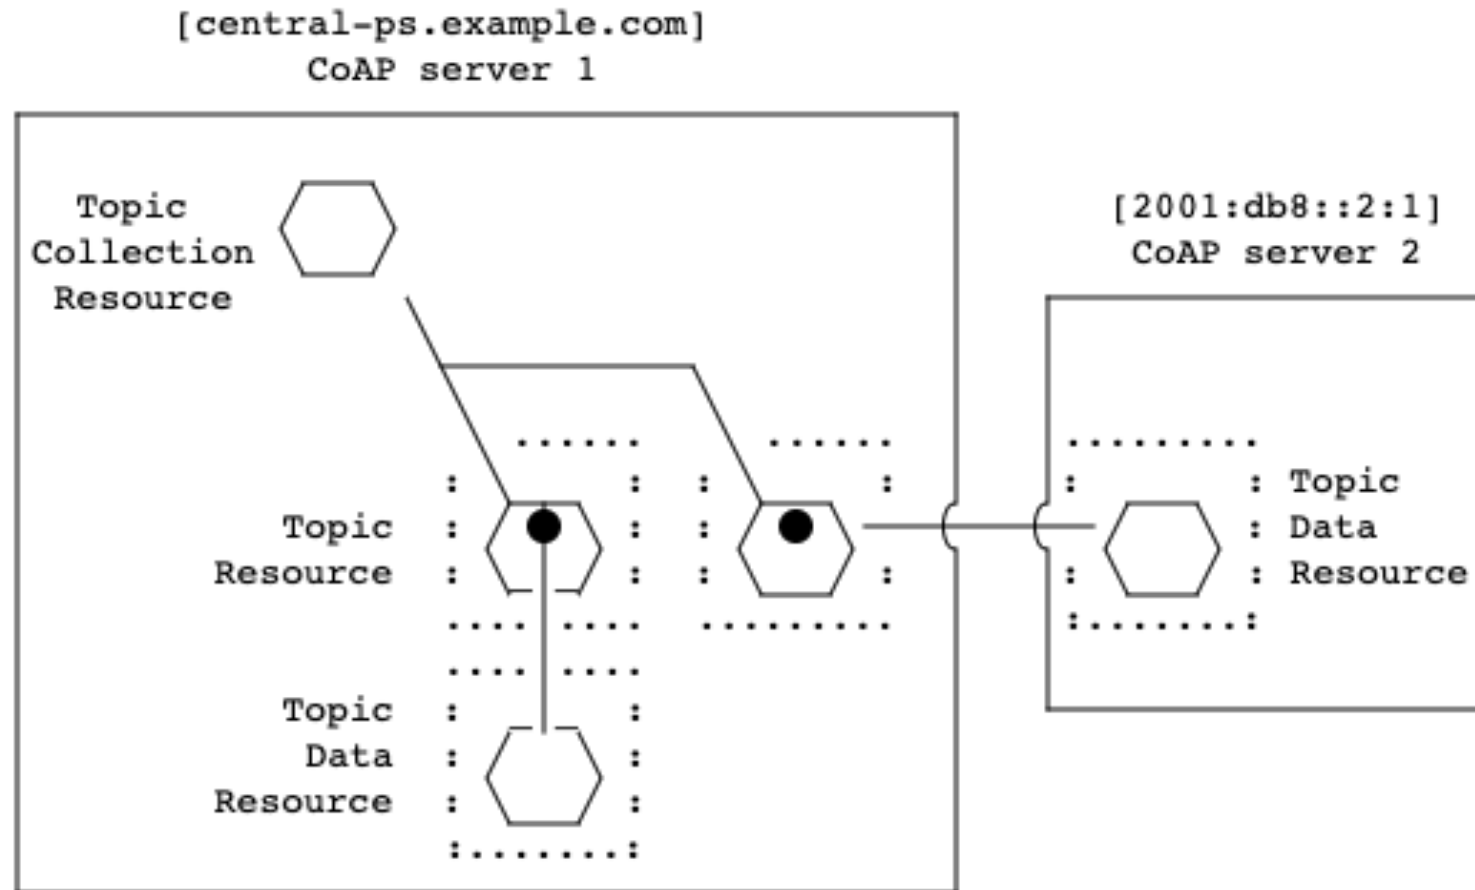 [central-ps.example.com]
CoAP server 1
Topic
Collection
Resource
[2001:db8::2:1]
CoAP server 2
Topic
Resource
Topic
Data
Resource
Topic
Data
Resource